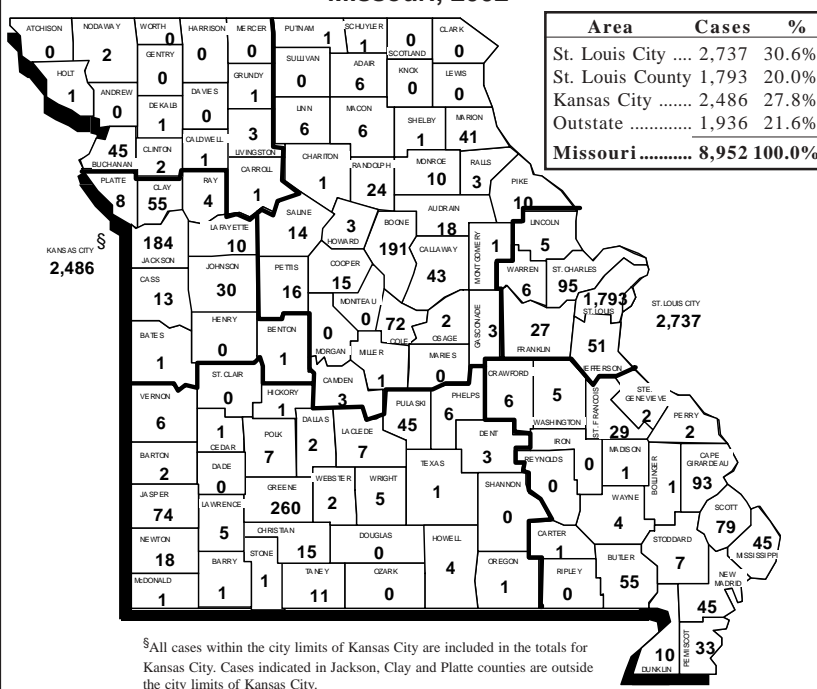 Area Cases %
St. Louis City .... 2,737 30.6%
St. Louis County 1,793 20.0%
Kansas City ....... 2,486 27.8%
Outstate ............. 1,936 21.6%
Missouri........... 8,952 100.0%
ATCHISON 0
NODAWAY 2
WORTH 0
HARRISON 0
MERCER 0
PUTNAM 1
SCHUYLER 1
SCOTLAND 0
CLARK 0
HOLT 1
ANDREW 0
GENTRY 0
DEKALB 1
DAVIES 0
GRUNDY 1
SULLIVAN 0
ADAIR 6
KNOX 0
LEWIS 0
LINN 6
MACON 6
SHELBY 1
MARION 41
45 BUCHANAN
CLINTON 2
CALDWELL 1
3 LIVINGSTON
CARROLL 1
CHARITON 1
RANDOLPH 24
MONROE 10
RALLS 3
PIKE 10
PLATTE 8
CLAY 55
RAY 4
KANSAS CITY §
2,486
184 JACKSON
LAFAYETTE 10
SALINE 14
3 HOWARD
BOONE 191
AUDRAIN 18
CALLAWAY 43
MONTGOMERY 1
LINCOLN 5
WARREN 6
ST. CHARLES 95
1,793 ST. LOUIS
ST. LOUIS CITY
2,737
CASS 13
JOHNSON 30
PETTIS 16
COOPER 15
MONITEAU 0
72 COLE
2 OSAGE
GASCONADE 3
27 FRANKLIN
51 JEFFERSON
BATES 1
HENRY 0
BENTON 1
0 MORGAN
MILLER 1
MARIES 0
CAMDEN 3
VERNON 6
ST. CLAIR 0
HICKORY 1
PULASKI 45
PHELPS 6
CRAWFORD 6
5 WASHINGTON
ST. FRANCOIS 29
STE. GENEVIEVE 2
PERRY 2
1 CEDAR
POLK 7
DALLAS 2
LACLEDE 7
DENT 3
IRON 0
MADISON 1
BOLLINGER 1
CAPE GIRARDEAU 93
BARTON 2
DADE 0
GREENE 260
WEBSTER 2
WRIGHT 5
TEXAS 1
SHANNON 0
REYNOLDS 0
WAYNE 4
SCOTT 79
45 MISSISSIPPI
JASPER 74
LAWRENCE 5
CHRISTIAN 15
DOUGLAS 0
HOWELL 4
CARTER 1
BUTLER 55
STODDARD 7
NEW MADRID 45
NEWTON 18
BARRY 1
STONE 1
TANEY 11
OZARK 0
OREGON 1
RIPLEY 0
McDONALD 1
10 DUNKLIN
PEMISCOT 33
§All cases within the city limits of Kansas City are included in the totals for
Kansas City. Cases indicated in Jackson, Clay and Platte counties are outside
the city limits of Kansas City.